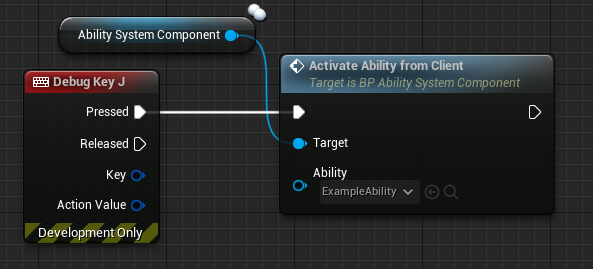 Ability System Component
Debug Key J
Pressed
Released
Key
Action Value
Development Only
Activate Ability from Client
Target is BP Ability System Component
Target
Ability
ExampleAbility